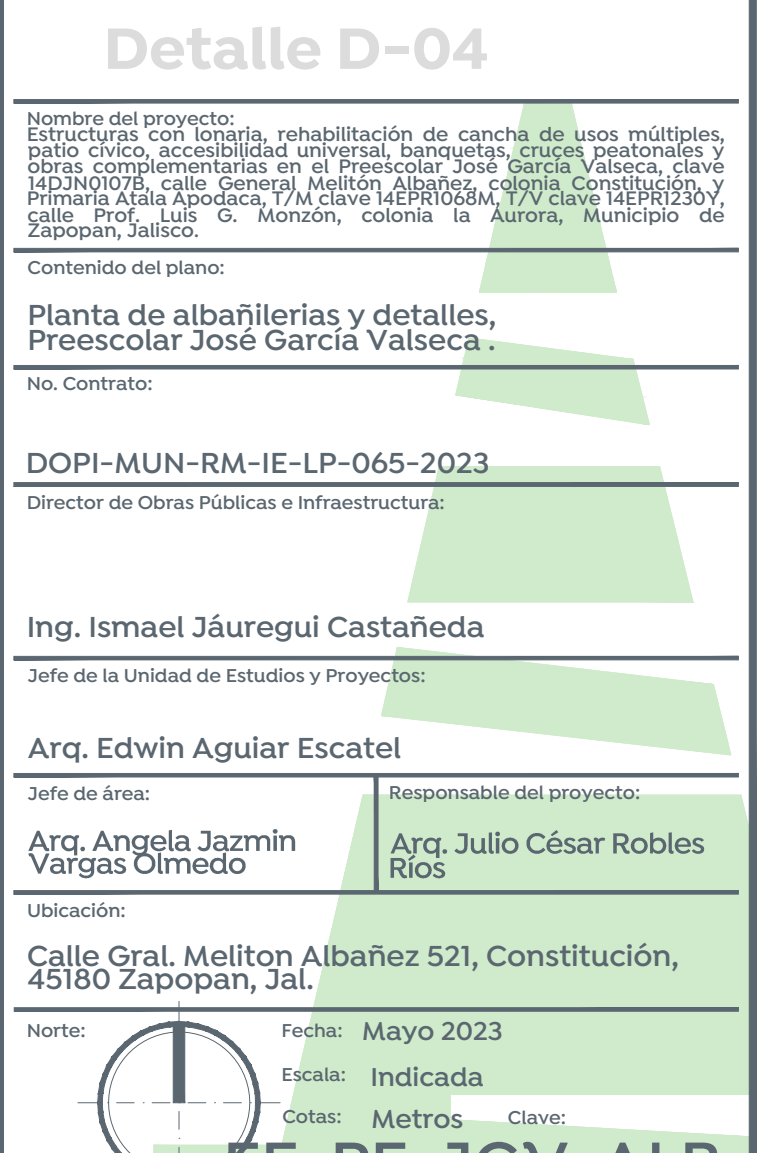 Detalle D-04
Nombre del proyecto:
Estructuras con lonaria, rehabilitación de cancha de usos múltiples,
patio cívico, accesibilidad universal, banquetas, cruces peatonales y
obras complementarias en el Preescolar José García Valseca, clave
14DJN0107B, calle General Melitón Albañez, colonia Constitución, y
Primaria Atala Apodaca, T/M clave 14EPR1068M, T/V clave 14EPR1230Y,
calle Prof. Luis G. Monzón, colonia la Aurora, Municipio de
Zapopan, Jalisco.
Contenido del plano:
Planta de albañilerias y detalles,
Preescolar José García Valseca .
No. Contrato:
DOPI-MUN-RM-IE-LP-065-2023
Director de Obras Públicas e Infraestructura:
Ing. Ismael Jáuregui Castañeda
Jefe de la Unidad de Estudios y Proyectos:
Arq. Edwin Aguiar Escatel
Jefe de área:
Arq. Angela Jazmin
Vargas Olmedo
Responsable del proyecto:
Arq. Julio César Robles
Ríos
Ubicación:
Calle Gral. Meliton Albañez 521, Constitución,
45180 Zapopan, Jal.
Norte:
Fecha: Mayo 2023
Escala: Indicada
Cotas: Metros Clave: